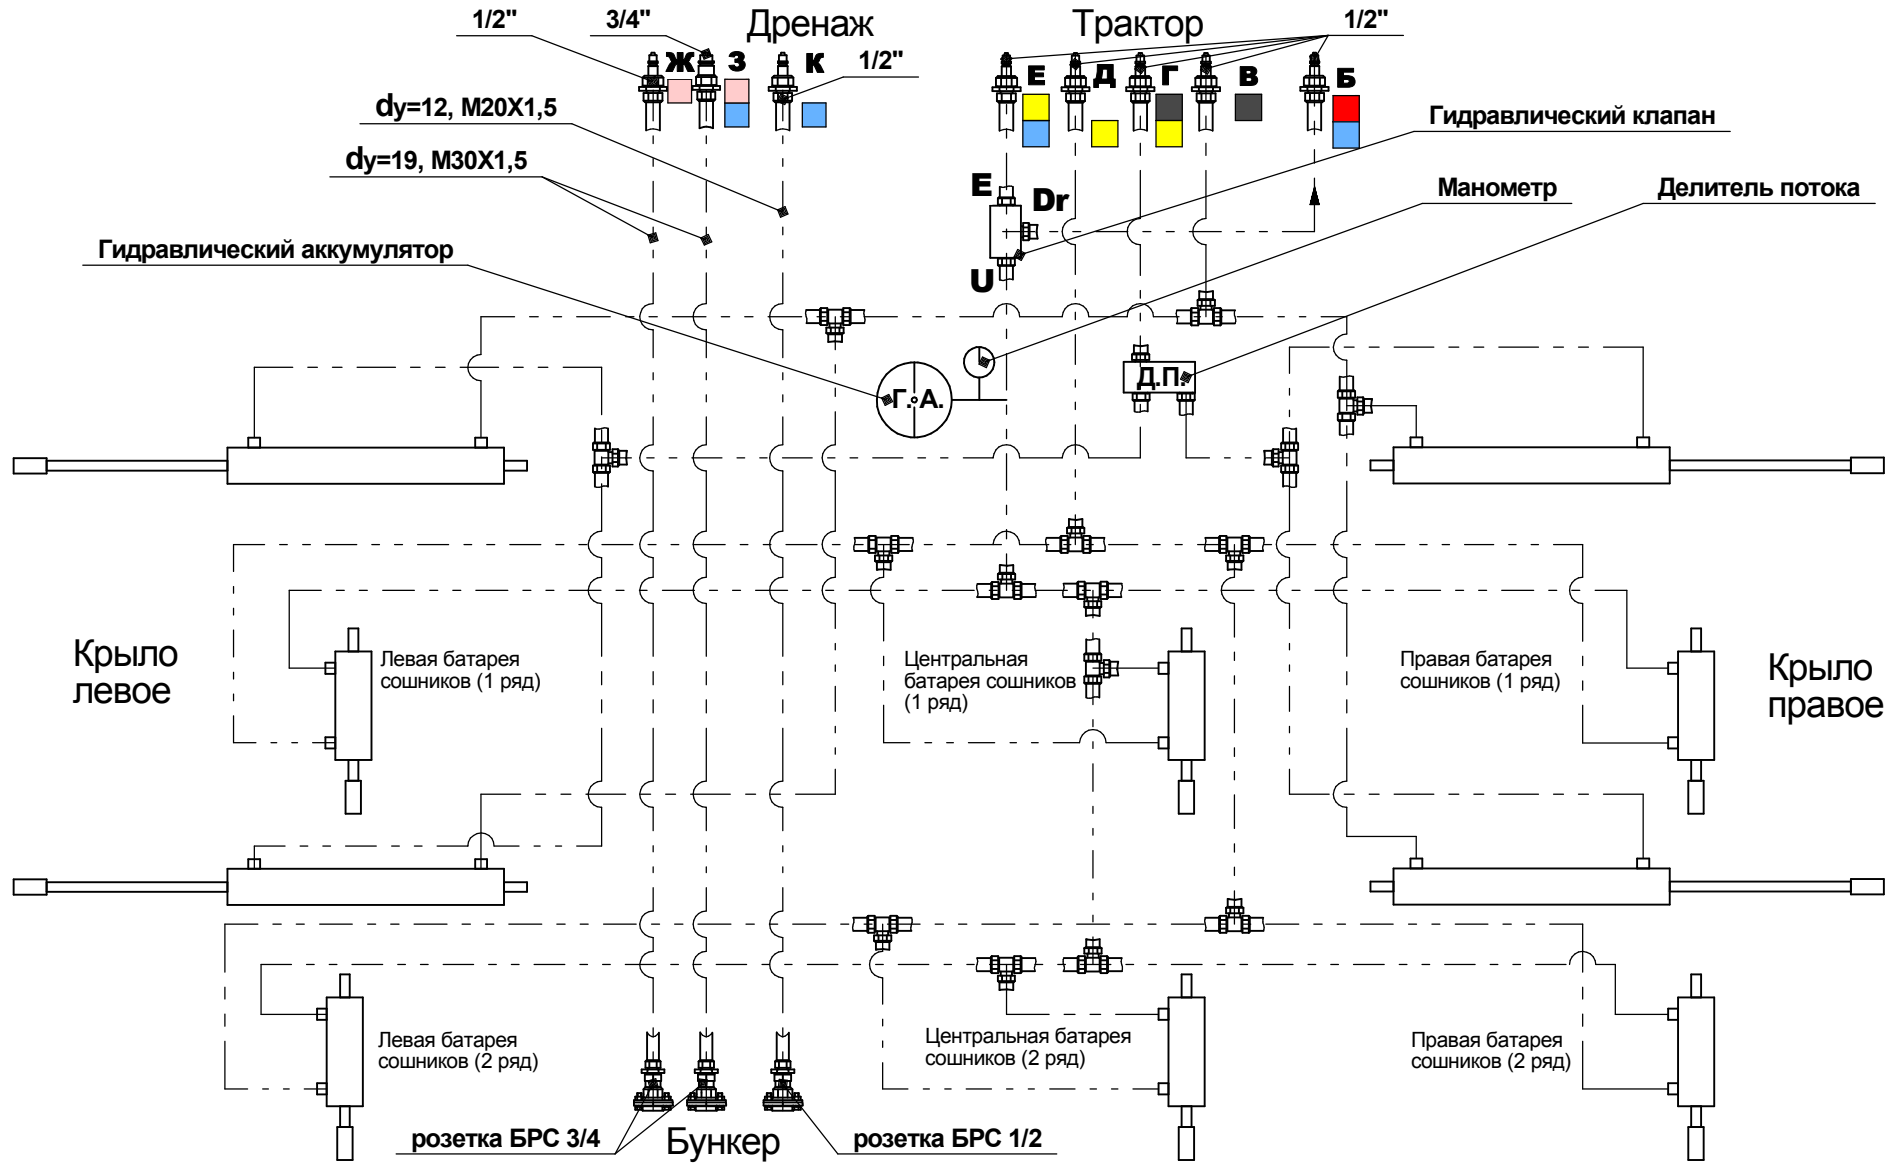 1/2"
3/4"
Дренаж
Трактор
1/2"
Ж
З
К
1/2"
Е
Д
Г
В
Б
dy=12, М20Х1,5
Гидравлический клапан
dy=19, М30Х1,5
E
Dr
Манометр
Делитель потока
Гидравлический аккумулятор
U
Г.А.
Д.П.
Крыло
левое
Левая батарея
сошников (1 ряд)
Центральная
батарея сошников
(1 ряд)
Правая батарея
сошников (1 ряд)
Крыло
правое
Левая батарея
сошников (2 ряд)
Центральная батарея
сошников (2 ряд)
Правая батарея
сошников (2 ряд)
розетка БРС 3/4
Бункер
розетка БРС 1/2